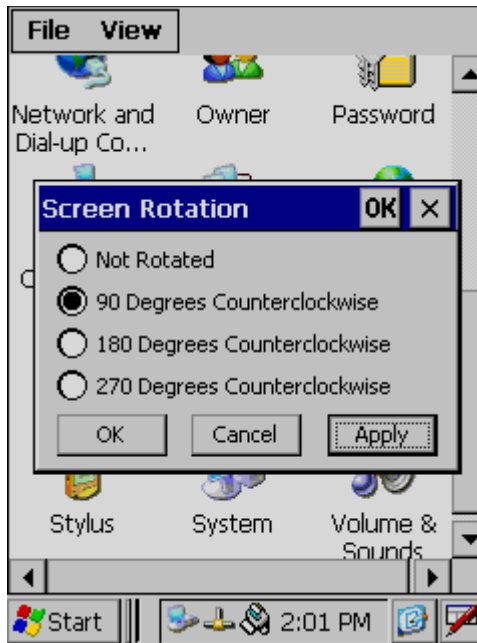 File View
Network and Dial-up Co...
Owner
Password
Screen Rotation OK
Not Rotated
90 Degrees Counterclockwise
180 Degrees Counterclockwise
270 Degrees Counterclockwise
OK Cancel Apply
Stylus
System
Volume & Sounds
Start 2:01 PM